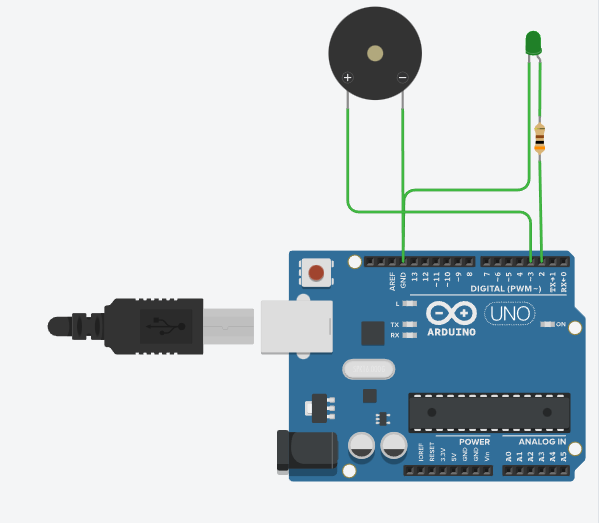 + −
AREF GND 13 12 ~11 ~10 ~9 8 7 ~6 ~5 4 ~3 2 TX→1 RX←0
DIGITAL (PWM~)
L
TX
RX
ARDUINO
UNO
ON
POWER
ANALOG IN
IOREF RESET 3.3V 5V GND GND Vin A0 A1 A2 A3 A4 A5